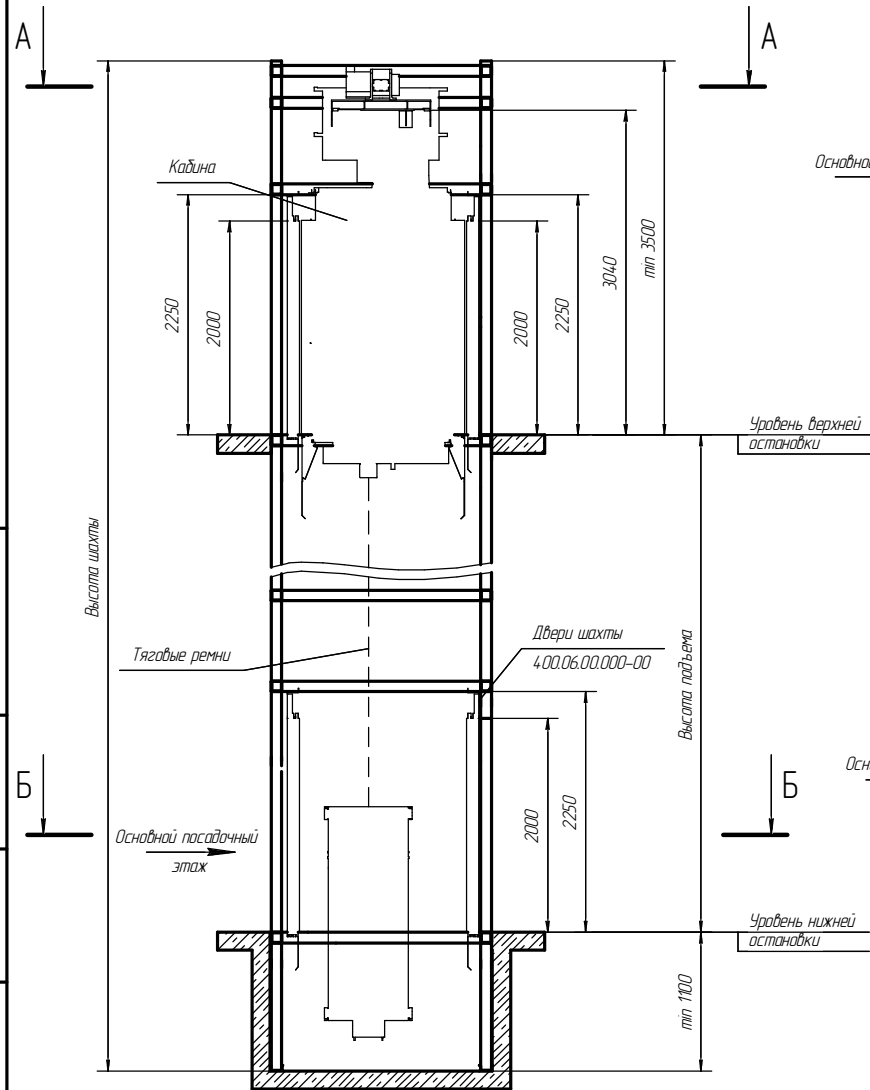 А
А
Основно
Кабина
2250
2000
2000
2250
3040
min 3500
Уровень верхней
остановки
Высота шахты
Тяговые ремни
Двери шахты
400.06.00.000-00
Высота подъема
Б
Б
Осн
Основной посадочный
этаж
2000
2250
Уровень нижней
остановки
min 1100